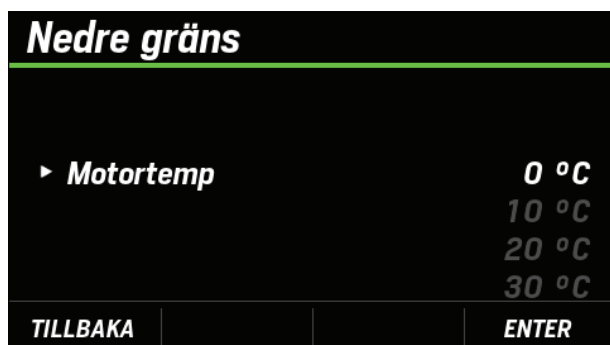 Nedre gräns
Motortemp 0 °C
10 °C
20 °C
30 °C
TILLBAKA ENTER